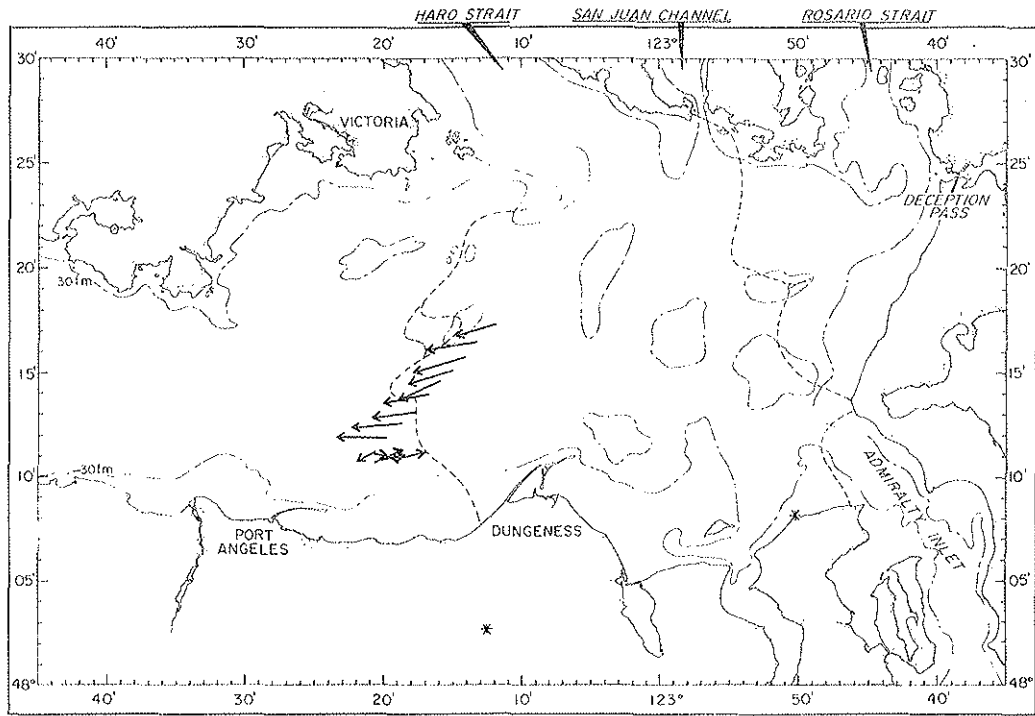 HARO STRAIT SAN JUAN CHANNEL ROSARIO STRAIT
40' 30' 20' 10' 123° 50' 40'
30' 30'
VICTORIA
25' 25'
DECEPTION
PASS
20' 20'
30fm
15' 15'
30fm
10' 10'
ADMIRALTY INLET
PORT
ANGELES
DUNGENESS
05' 05'
48° 48°
40' 30' 20' 10' 123° 50' 40'